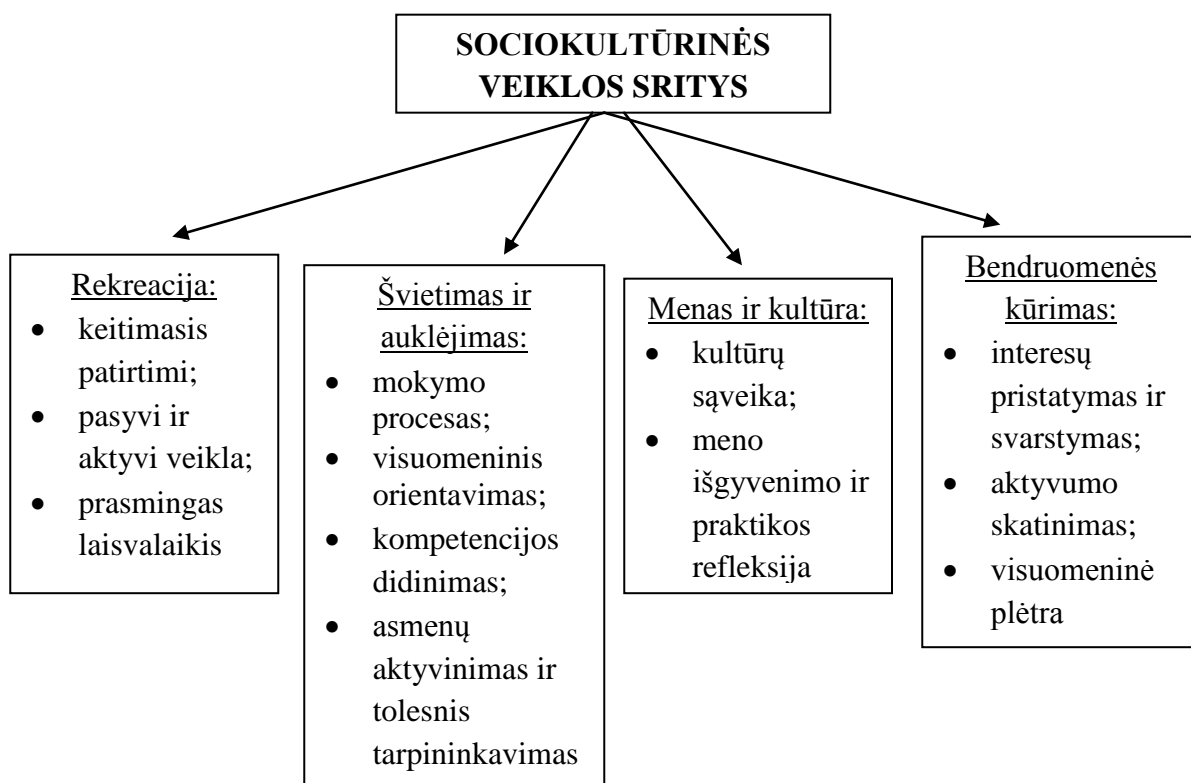 SOCIOKULTŪRINĖS
VEIKLOS SRITYS
Rekreacija:
• keitimasis
patirtimi;
• pasyvi ir
aktyvi veikla;
• prasmingas
laisvalaikis
Švietimas ir
auklėjimas:
• mokymo
procesas;
• visuomeninis
orientavimas;
• kompetencijos
didinimas;
• asmenų
aktyvinimas ir
tolesnis
tarpininkavimas
Menas ir kultūra:
• kultūrų
sąveika;
• meno
išgyvenimo ir
praktikos
refleksija
Bendruomenės
kūrimas:
• interesų
pristatymas ir
svarstymas;
• aktyvumo
skatinimas;
• visuomeninė
plėtra